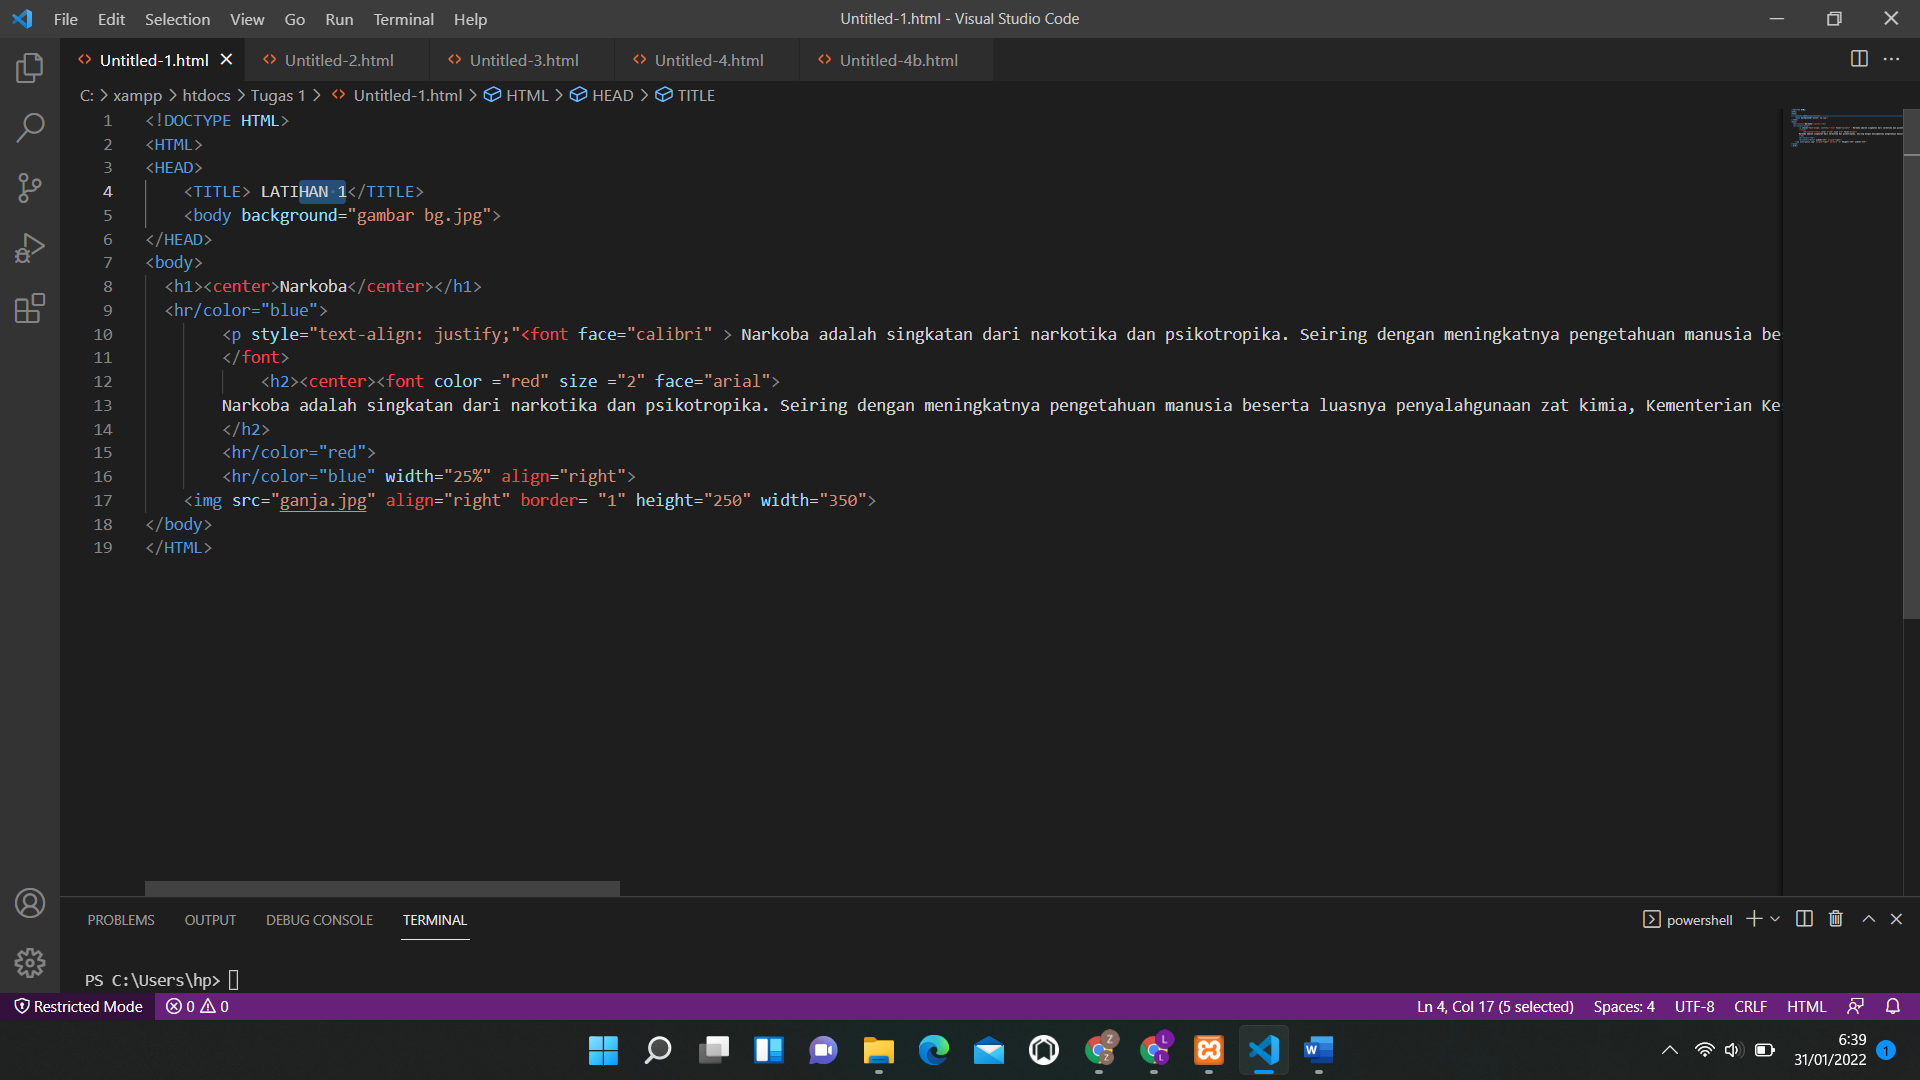 File Edit Selection View Go Run Terminal Help
Untitled-1.html - Visual Studio Code
Untitled-1.html Untitled-2.html Untitled-3.html Untitled-4.html Untitled-4b.html
C: > xampp > htdocs > Tugas 1 > Untitled-1.html > HTML > HEAD > TITLE
1 <!DOCTYPE HTML>
2 <HTML>
3 <HEAD>
4 <TITLE> LATIHAN 1</TITLE>
5 <body background="gambar bg.jpg">
6 </HEAD>
7 <body>
8 <h1><center>Narkoba</center></h1>
9 <hr/color="blue">
10 <p style="text-align: justify;"<font face="calibri" > Narkoba adalah singkatan dari narkotika dan psikotropika. Seiring dengan meningkatnya pengetahuan manusia be
11 </font>
12 <h2><center><font color ="red" size ="2" face="arial">
13 Narkoba adalah singkatan dari narkotika dan psikotropika. Seiring dengan meningkatnya pengetahuan manusia beserta luasnya penyalahgunaan zat kimia, Kementerian Ke
14 </h2>
15 <hr/color="red">
16 <hr/color="blue" width="25%" align="right">
17 <img src="ganja.jpg" align="right" border= "1" height="250" width="350">
18 </body>
19 </HTML>
PROBLEMS OUTPUT DEBUG CONSOLE TERMINAL
powershell
PS C:\Users\hp>
Restricted Mode 0 0
Ln 4, Col 17 (5 selected) Spaces: 4 UTF-8 CRLF HTML
Z
Z
L
L
W
6:39
31/01/2022
1